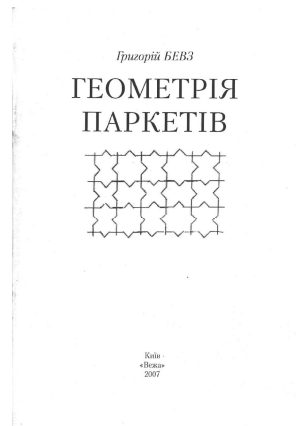 Григорій БЕВЗ
ГЕОМЕТРІЯ
ПАРКЕТІВ
Київ
«Вежа»
2007